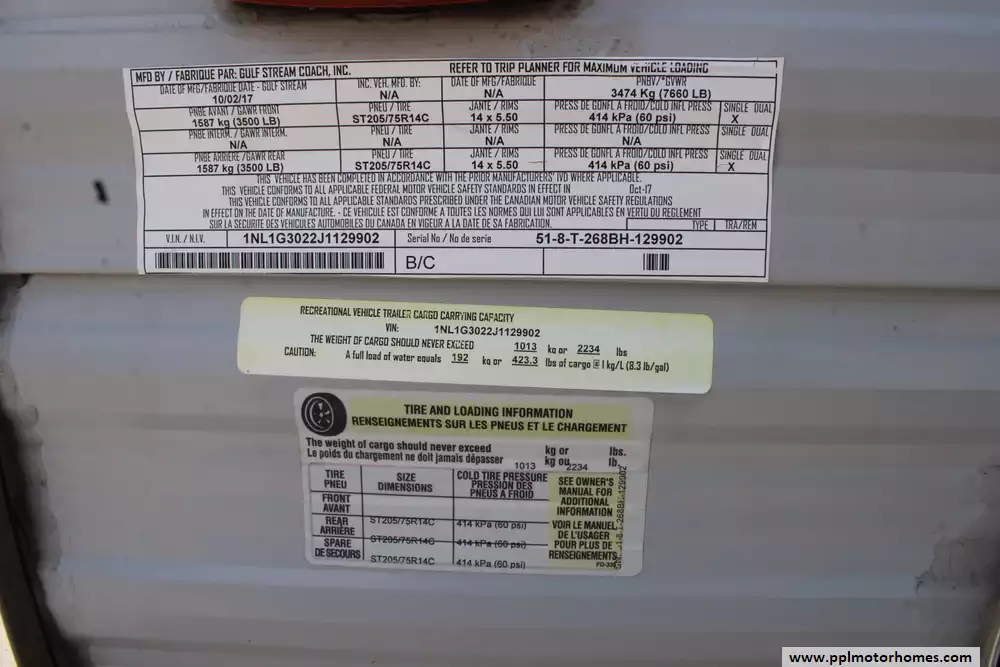 MFD BY / FABRIQUE PAR: GULF STREAM COACH, INC. REFER TO TRIP PLANNER FOR MAXIMUM VEHICLE LOADING
DATE OF MFG/FABRIQUE DATE - GULF STREAM INC. VEH. MFD. BY: DATE OF MFG/FABRIQUE PNBV/*GVWR
10/02/17 N/A N/A 3474 Kg (7660 LB)
PNBE AVANT / GAWR FRONT PNEU / TIRE JANTE / RIMS PRESS DE GONFL A FROID/COLD INFL PRESS SINGLE DUAL
1587 kg (3500 LB) ST205/75R14C 14 x 5.50 414 kPa (60 psi) X
PNBE INTERM. / GAWR INTERM. PNEU / TIRE JANTE / RIMS PRESS DE GONFL A FROID/COLD INFL PRESS SINGLE DUAL
N/A N/A N/A N/A
PNBE ARRIERE /GAWR REAR PNEU / TIRE JANTE / RIMS PRESS DE GONFL A FROID/COLD INFL PRESS SINGLE DUAL
1587 kg (3500 LB) ST205/75R14C 14 x 5.50 414 kPa (60 psi) X
THIS VEHICLE HAS BEEN COMPLETED IN ACCORDANCE WITH THE PRIOR MANUFACTURERS' IVD WHERE APPLICABLE.
THIS VEHICLE CONFORMS TO ALL APPLICABLE FEDERAL MOTOR VEHICLE SAFETY STANDARDS IN EFFECT IN Oct-17
THIS VEHICLE CONFORMS TO ALL APPLICABLE STANDARDS PRESCRIBED UNDER THE CANADIAN MOTOR VEHICLE SAFETY REGULATIONS
IN EFFECT ON THE DATE OF MANUFACTURE. - CE VEHICULE EST CONFORME A TOUTES LES NORMES QUI LUI SONT APPLICABLES EN VERTU DU REGLEMENT
SUR LA SECURITE DES VEHICULES AUTOMOBILES DU CANADA EN VIGEUR A LA DATE DE SA FABRICATION. TYPE TRA/REM
V.I.N. / N.I.V. 1NL1G3022J1129902 Serial No / No de serie 51-8-T-268BH-129902
B/C
RECREATIONAL VEHICLE TRAILER CARGO CARRYING CAPACITY
VIN: 1NL1G3022J1129902
THE WEIGHT OF CARGO SHOULD NEVER EXCEED 1013 kg or 2234 lbs
CAUTION: A full load of water equals 192 kg or 423.3 lbs of cargo @ 1 kg/L (8.3 lb/gal)
TIRE AND LOADING INFORMATION
RENSEIGNEMENTS SUR LES PNEUS ET LE CHARGEMENT
The weight of cargo should never exceed kg or lbs.
Le poids du chargement ne doit jamais dépasser 1013 kg ou 2234 lb.
TIRE PNEU SIZE DIMENSIONS COLD TIRE PRESSURE PRESSION DES PNEUS A FROID
FRONT AVANT ST205/75R14C 414 kPa (60 psi)
REAR ARRIÈRE ST205/75R14C 414 kPa (60 psi)
SPARE DE SECOURS ST205/75R14C 414 kPa (60 psi)
SEE OWNER'S
MANUAL FOR
ADDITIONAL
INFORMATION
VOIR LE MANUEL
DE L'USAGER
POUR PLUS DE
RENSEIGNEMENTS
51-8-T-268BH-129902
www.pplmotorhomes.com